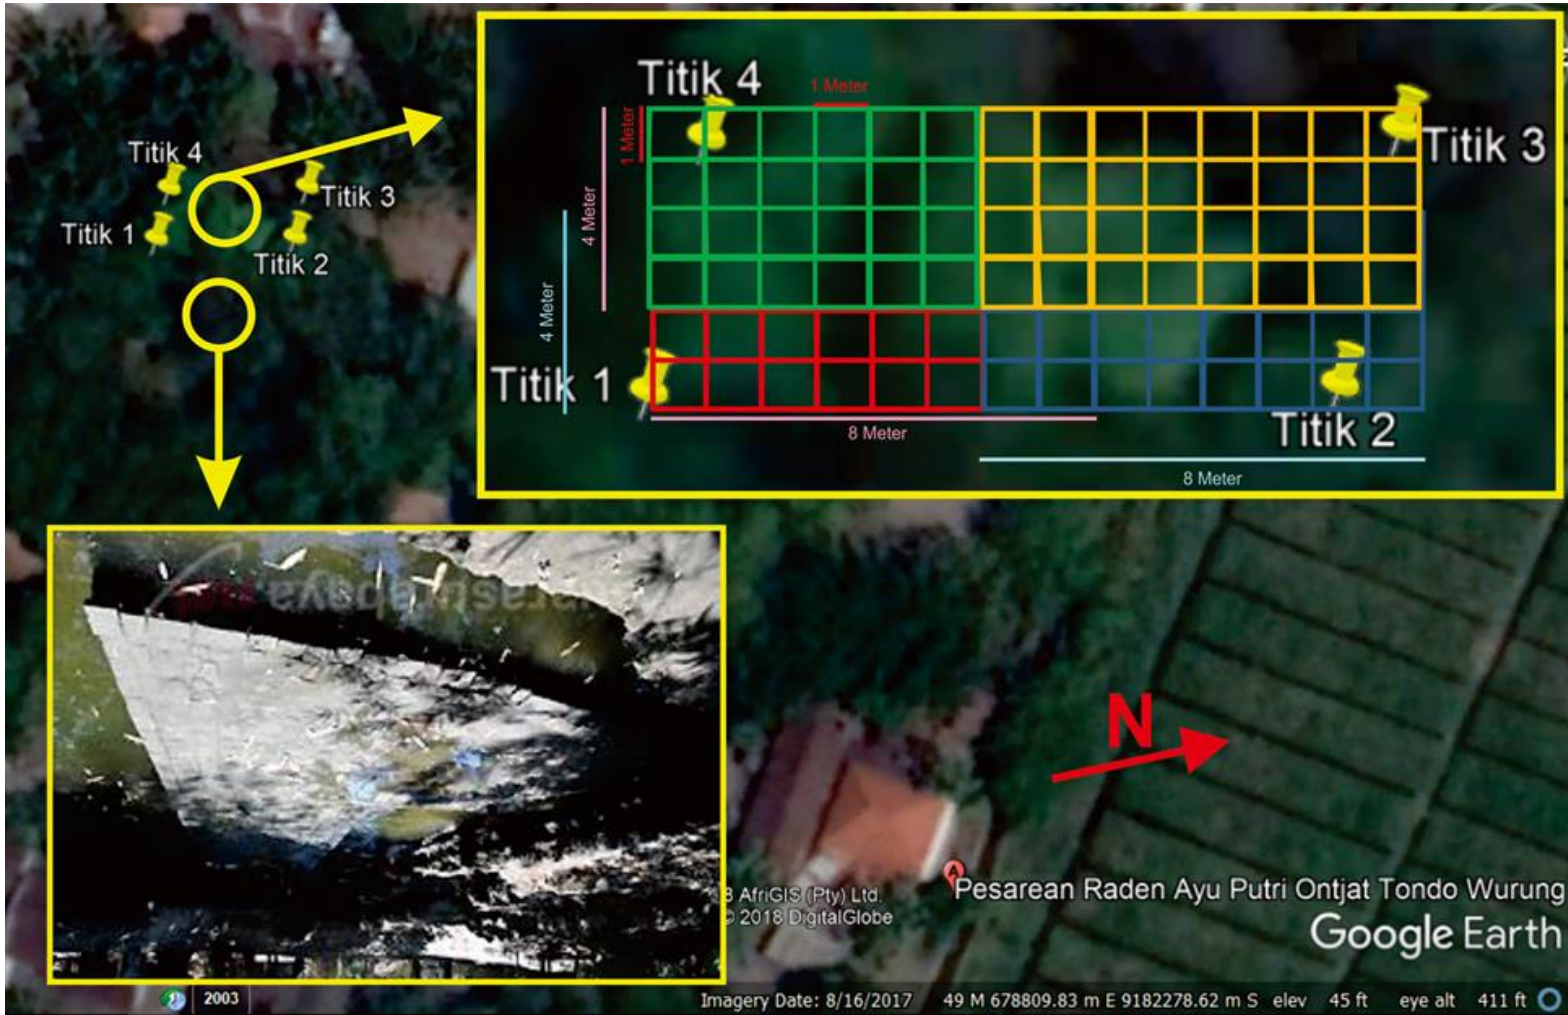 Titik 4
Titik 3
Titik 1
Titik 2
Titik 4
1 Meter
1 Meter
Titik 3
4 Meter
4 Meter
Titik 1
8 Meter
Titik 2
8 Meter
N
A
Pesarean Raden Ayu Putri Ontjat Tondo Wurung
AfriGIS (Pty) Ltd.
© 2018 DigitalGlobe
Google Earth
2003
Imagery Date: 8/16/2017 49 M 678809.83 m E 9182278.62 m S elev 45 ft eye alt 411 ft